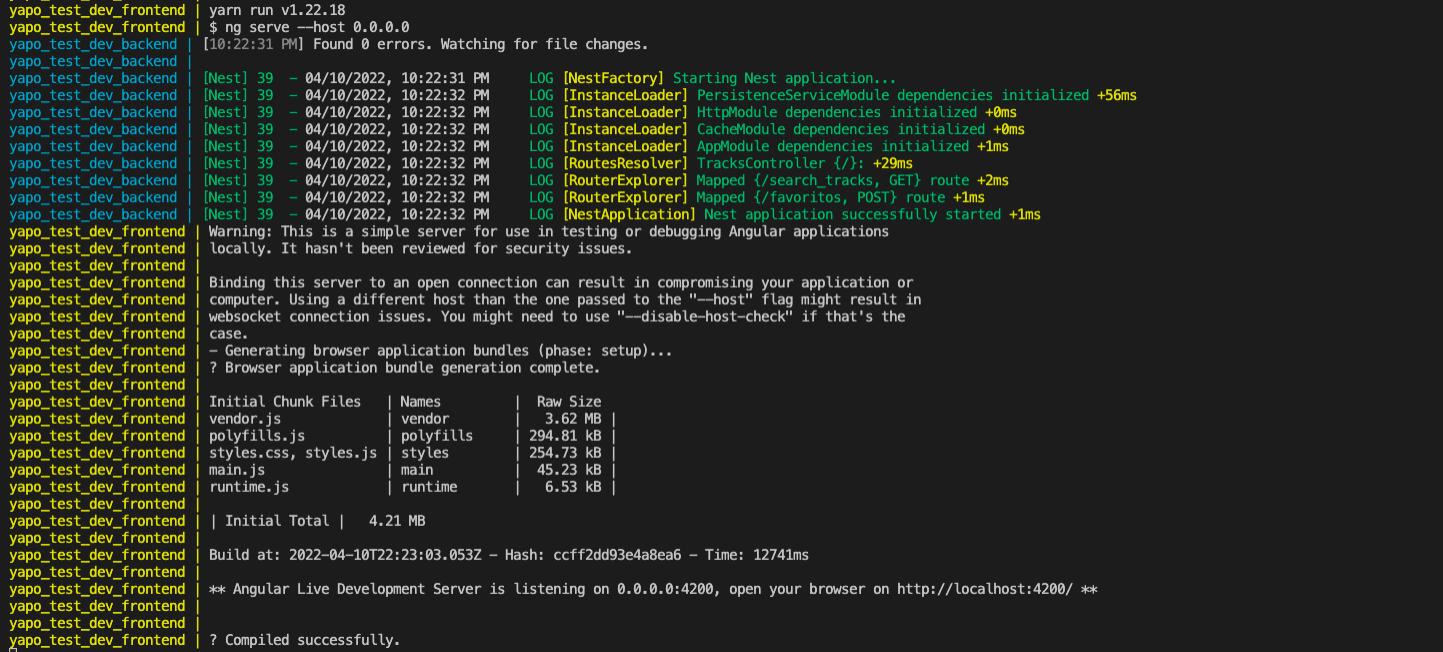 yapo_test_dev_frontend | yarn run v1.22.18
yapo_test_dev_frontend | $ ng serve --host 0.0.0.0
yapo_test_dev_backend | [10:22:31 PM] Found 0 errors. Watching for file changes.
yapo_test_dev_backend |
yapo_test_dev_backend | [Nest] 39  - 04/10/2022, 10:22:31 PM     LOG [NestFactory] Starting Nest application...
yapo_test_dev_backend | [Nest] 39  - 04/10/2022, 10:22:32 PM     LOG [InstanceLoader] PersistenceServiceModule dependencies initialized +56ms
yapo_test_dev_backend | [Nest] 39  - 04/10/2022, 10:22:32 PM     LOG [InstanceLoader] HttpModule dependencies initialized +0ms
yapo_test_dev_backend | [Nest] 39  - 04/10/2022, 10:22:32 PM     LOG [InstanceLoader] CacheModule dependencies initialized +0ms
yapo_test_dev_backend | [Nest] 39  - 04/10/2022, 10:22:32 PM     LOG [InstanceLoader] AppModule dependencies initialized +1ms
yapo_test_dev_backend | [Nest] 39  - 04/10/2022, 10:22:32 PM     LOG [RoutesResolver] TracksController {/}: +29ms
yapo_test_dev_backend | [Nest] 39  - 04/10/2022, 10:22:32 PM     LOG [RouterExplorer] Mapped {/search_tracks, GET} route +2ms
yapo_test_dev_backend | [Nest] 39  - 04/10/2022, 10:22:32 PM     LOG [RouterExplorer] Mapped {/favoritos, POST} route +1ms
yapo_test_dev_backend | [Nest] 39  - 04/10/2022, 10:22:32 PM     LOG [NestApplication] Nest application successfully started +1ms
yapo_test_dev_frontend | Warning: This is a simple server for use in testing or debugging Angular applications
yapo_test_dev_frontend | locally. It hasn't been reviewed for security issues.
yapo_test_dev_frontend |
yapo_test_dev_frontend | Binding this server to an open connection can result in compromising your application or
yapo_test_dev_frontend | computer. Using a different host than the one passed to the "--host" flag might result in
yapo_test_dev_frontend | websocket connection issues. You might need to use "--disable-host-check" if that's the
yapo_test_dev_frontend | case.
yapo_test_dev_frontend | - Generating browser application bundles (phase: setup)...
yapo_test_dev_frontend | ? Browser application bundle generation complete.
yapo_test_dev_frontend |
yapo_test_dev_frontend | Initial Chunk Files   | Names         |  Raw Size
yapo_test_dev_frontend | vendor.js             | vendor        |   3.62 MB |
yapo_test_dev_frontend | polyfills.js          | polyfills     | 294.81 kB |
yapo_test_dev_frontend | styles.css, styles.js | styles        | 254.73 kB |
yapo_test_dev_frontend | main.js               | main          |  45.23 kB |
yapo_test_dev_frontend | runtime.js            | runtime       |   6.53 kB |
yapo_test_dev_frontend |
yapo_test_dev_frontend | | Initial Total |   4.21 MB
yapo_test_dev_frontend |
yapo_test_dev_frontend | Build at: 2022-04-10T22:23:03.053Z - Hash: ccff2dd93e4a8ea6 - Time: 12741ms
yapo_test_dev_frontend |
yapo_test_dev_frontend | ** Angular Live Development Server is listening on 0.0.0.0:4200, open your browser on http://localhost:4200/ **
yapo_test_dev_frontend |
yapo_test_dev_frontend |
yapo_test_dev_frontend | ? Compiled successfully.